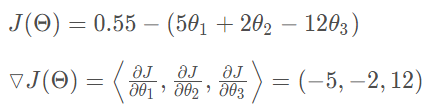 J(Θ) = 0.55 − (5θ₁ + 2θ₂ − 12θ₃)
▽J(Θ) = ⟨∂J/∂θ₁, ∂J/∂θ₂, ∂J/∂θ₃⟩ = (−5, −2, 12)